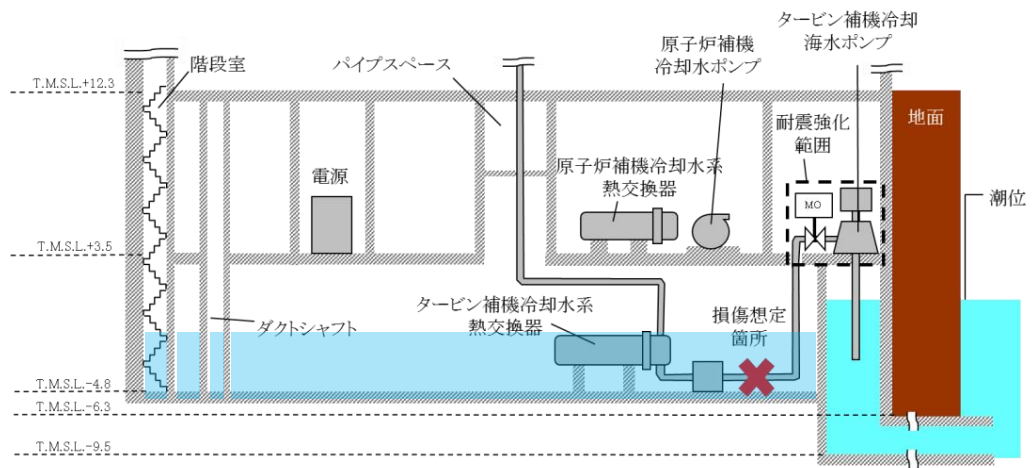 タービン補機冷却
海水ポンプ
原子炉補機
冷却水ポンプ
階段室
パイプスペース
T.M.S.L.+12.3
地面
耐震強化
範囲
電源
原子炉補機冷却水系
熱交換器
潮位
MO
T.M.S.L.+3.5
タービン補機冷却水系
熱交換器
損傷想定
箇所
ダクトシャフト
T.M.S.L.-4.8
T.M.S.L.-6.3
T.M.S.L.-9.5